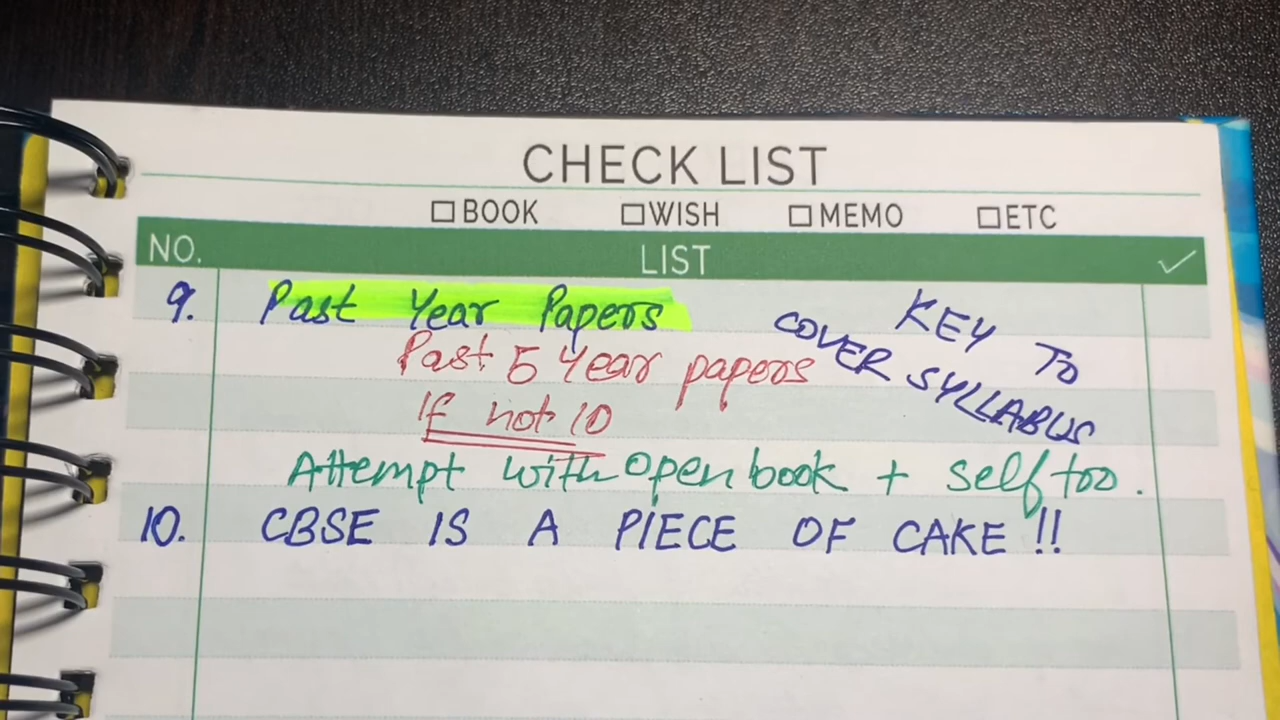 CHECK LIST
BOOK WISH MEMO ETC
NO. LIST
9. Past Year Papers
KEY TO
COVER SYLLABUS
Past 5 Year papers
If not 10
Attempt with Open book + self too.
10. CBSE IS A PIECE OF CAKE !!